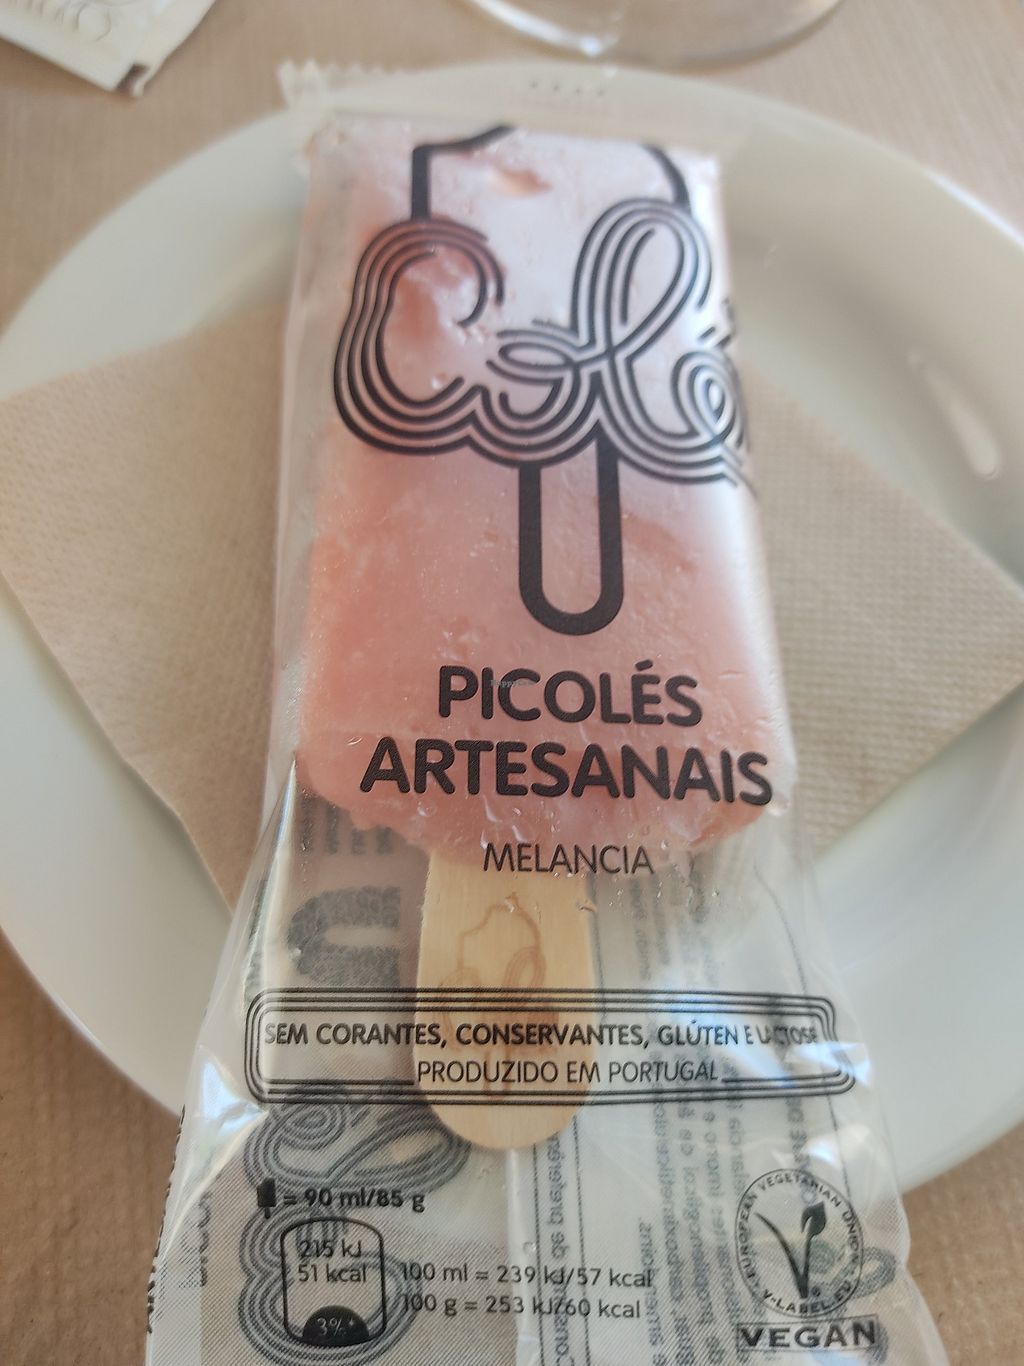 Colé
PICOLÉS
ARTESANAIS
MELANCIA
SEM CORANTES, CONSERVANTES, GLÚTEN E LACTOSE
PRODUZIDO EM PORTUGAL
= 90 ml/85 g
215 kJ
51 kcal
3%*
100 ml = 239 kJ/57 kcal
100 g = 253 kJ/60 kcal
EUROPEAN VEGETARIAN UNION
V-LABEL.EU
VEGAN